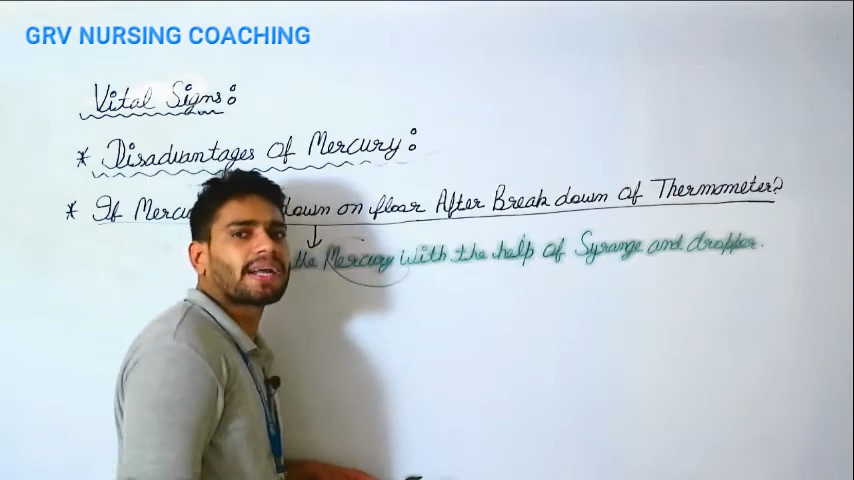 GRV NURSING COACHING
Vital Signs:
* Disadvantages Of Mercury:
* If Mercu down on floor After Break down Of Thermometer?
the Mercury with the help of Syrange and dropper.